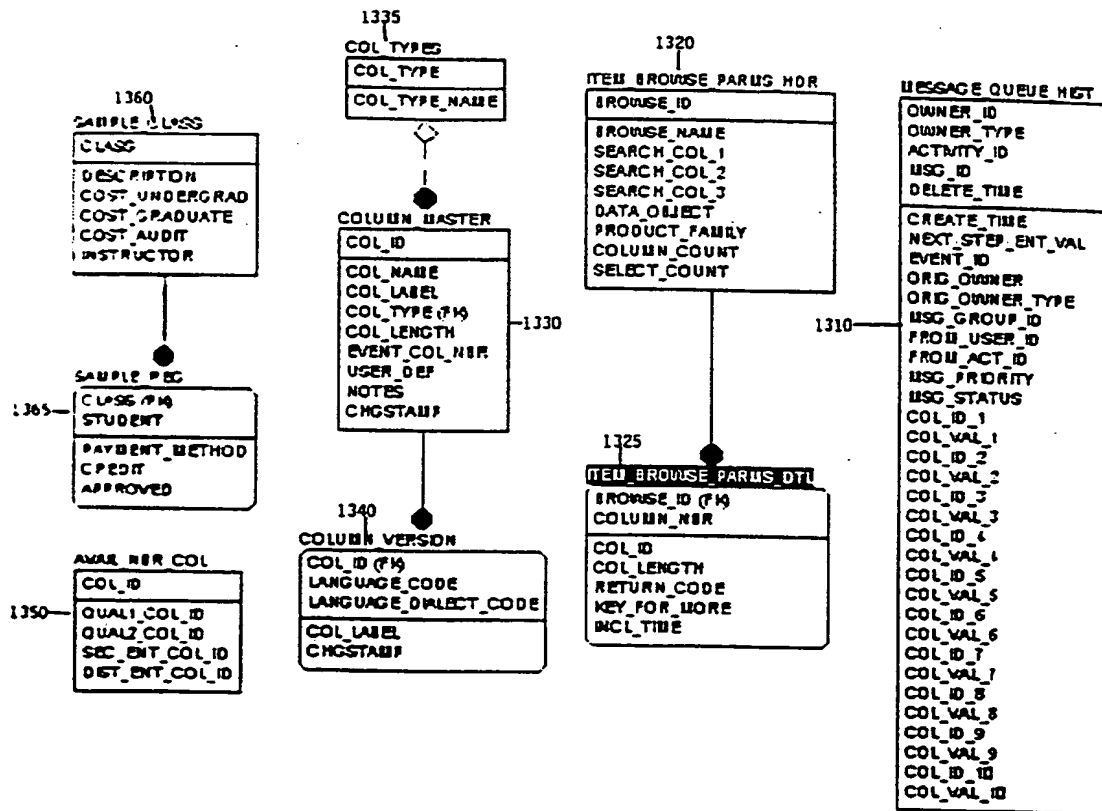 1360
SAMPLE_CLASS
CLASS
DESCRIPTION
COST_UNDERGRAD
COST_GRADUATE
COST_AUDIT
INSTRUCTOR
1365
SAMPLE_REG
CLASS (FK)
STUDENT
PAYMENT_METHOD
CREDIT
APPROVED
1350
AVAIL_NBR_COL
COL_ID
QUAL1_COL_ID
QUAL2_COL_ID
SEC_ENT_COL_ID
DIST_ENT_COL_ID
1335
COL_TYPES
COL_TYPE
COL_TYPE_NAME
COLUMN_MASTER
COL_ID
COL_NAME
COL_LABEL
COL_TYPE (FK)
COL_LENGTH
EVENT_COL_NBR
USER_DEF
NOTES
CHGSTAMP
1330
1340
COLUMN_VERSION
COL_ID (FK)
LANGUAGE_CODE
LANGUAGE_DIALECT_CODE
COL_LABEL
CHGSTAMP
1320
ITEM_BROWSE_PARMS_HDR
BROWSE_ID
BROWSE_NAME
SEARCH_COL_1
SEARCH_COL_2
SEARCH_COL_3
DATA_OBJECT
PRODUCT_FAMILY
COLUMN_COUNT
SELECT_COUNT
1325
ITEM_BROWSE_PARMS_DTL
BROWSE_ID (FK)
COLUMN_NBR
COL_ID
COL_LENGTH
RETURN_CODE
KEY_FOR_MORE
INCL_TIME
MESSAGE_QUEUE_HIST
OWNER_ID
OWNER_TYPE
ACTIVITY_ID
MSG_ID
DELETE_TIME
CREATE_TIME
NEXT_STEP_ENT_VAL
EVENT_ID
ORIG_OWNER
ORIG_OWNER_TYPE
MSG_GROUP_ID
1310
FROM_USER_ID
FROM_ACT_ID
MSG_PRIORITY
MSG_STATUS
COL_ID_1
COL_VAL_1
COL_ID_2
COL_VAL_2
COL_ID_3
COL_VAL_3
COL_ID_4
COL_VAL_4
COL_ID_5
COL_VAL_5
COL_ID_6
COL_VAL_6
COL_ID_7
COL_VAL_7
COL_ID_8
COL_VAL_8
COL_ID_9
COL_VAL_9
COL_ID_10
COL_VAL_10